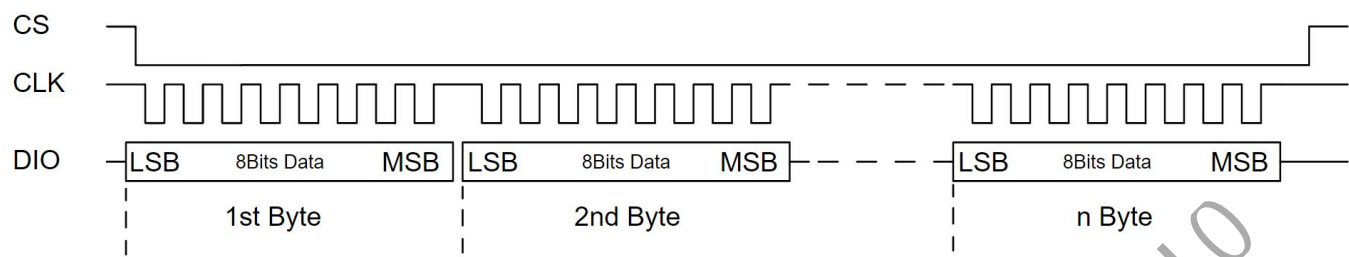 CS
CLK
DIO LSB 8Bits Data MSB LSB 8Bits Data MSB LSB 8Bits Data MSB
1st Byte 2nd Byte n Byte